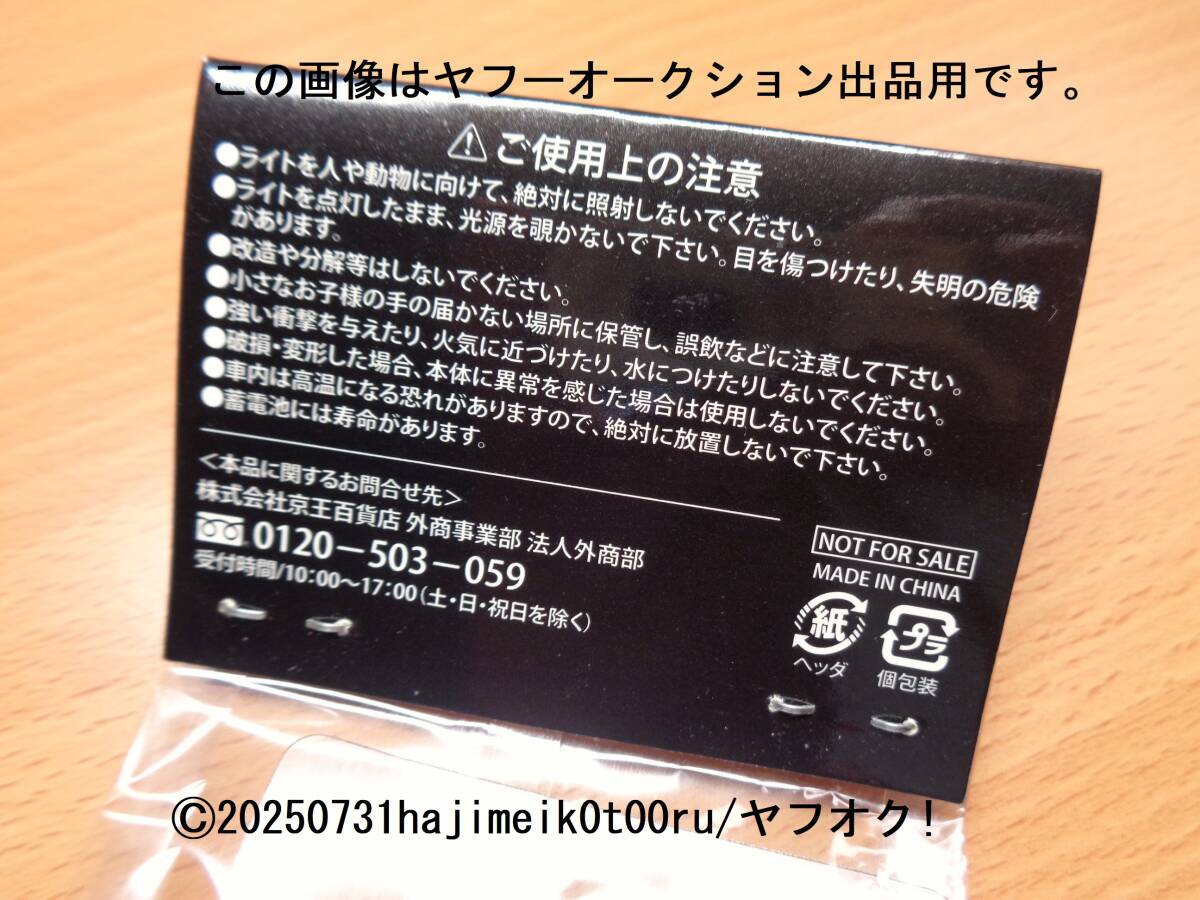 この画像はヤフーオークション出品用です。
⚠ご使用上の注意
●ライトを人や動物に向けて、絶対に照射しないでください。
●ライトを点灯したまま、光源を覗かないで下さい。目を傷つけたり、失明の危険
があります。
●改造や分解等はしないでください。
●小さなお子様の手の届かない場所に保管し、誤飲などに注意して下さい。
●強い衝撃を与えたり、火気に近づけたり、水につけたりしないでください。
●破損・変形した場合、本体に異常を感じた場合は使用しないでください。
●車内は高温になる恐れがありますので、絶対に放置しないで下さい。
●蓄電池には寿命があります。
<本品に関するお問合せ先>
株式会社京王百貨店 外商事業部 法人外商部
0120-503-059
受付時間/10:00~17:00(土・日・祝日を除く)
NOT FOR SALE
MADE IN CHINA
紙
ヘッダ
プラ
個包装
©20250731hajimeik0t00ru/ヤフオク!